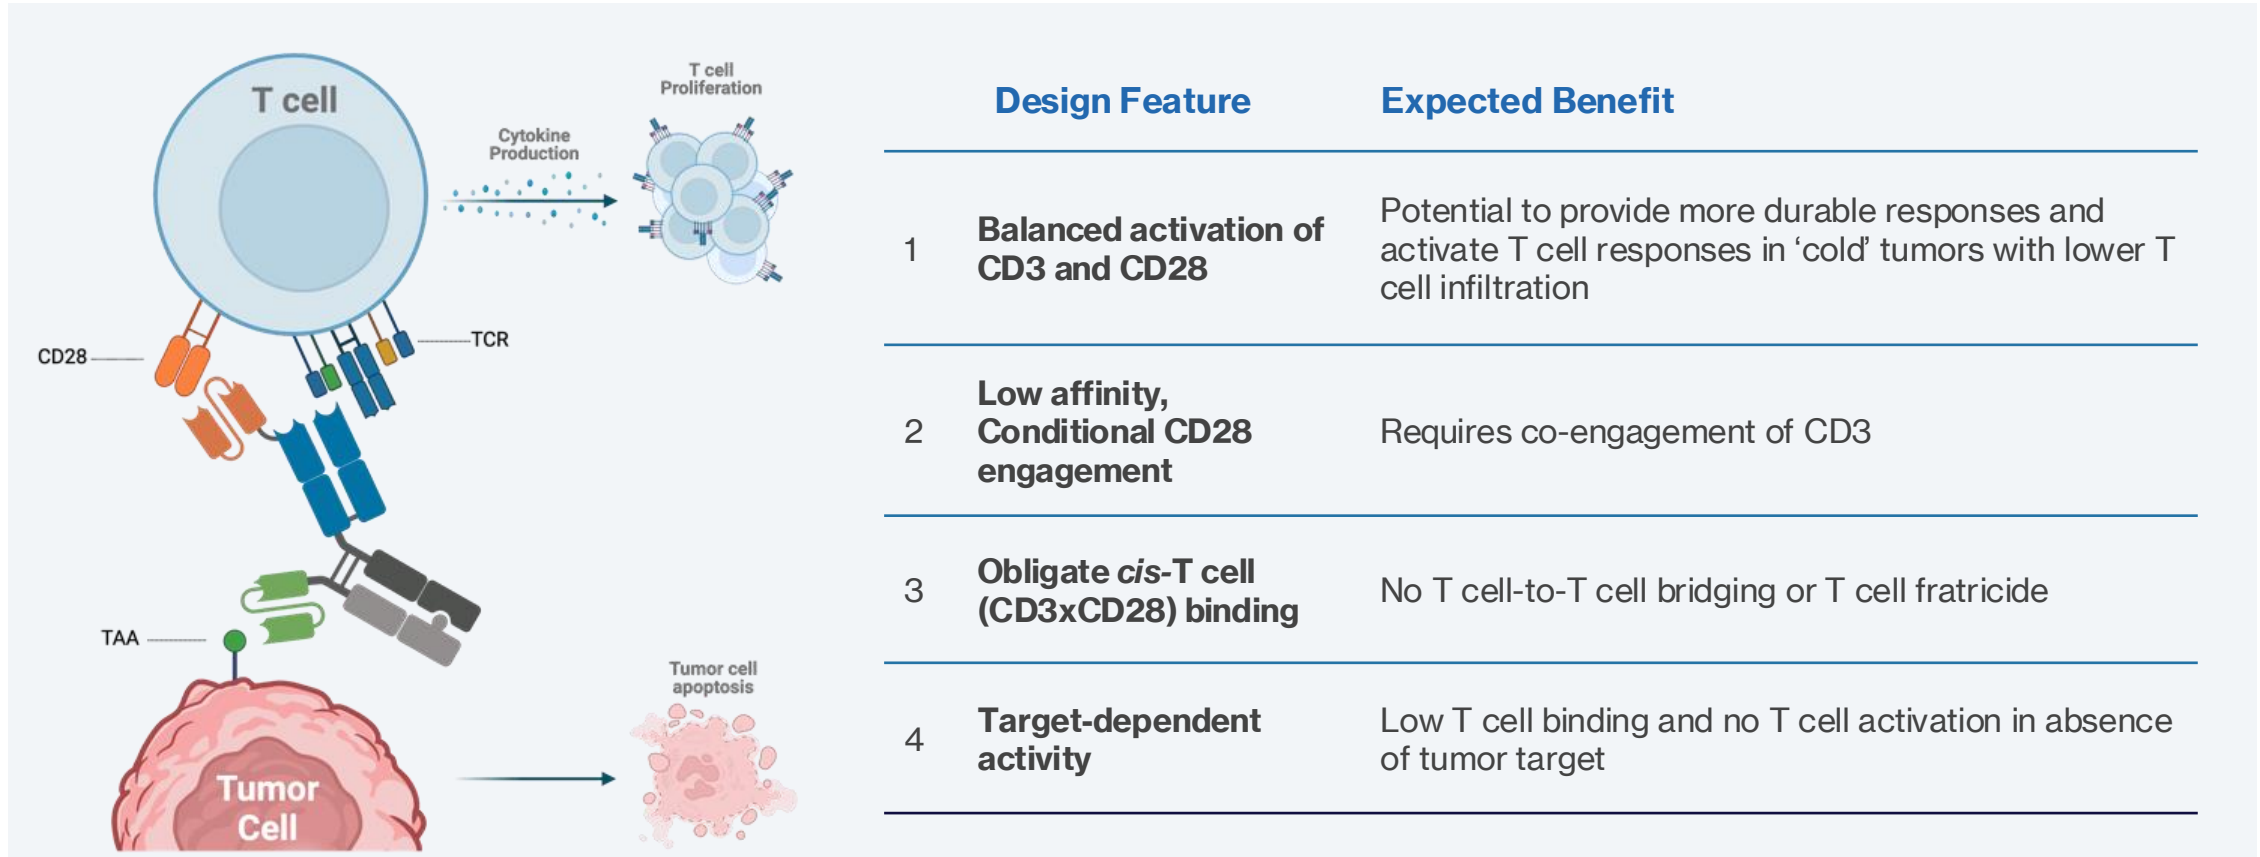 T cell
Cytokine
Production
T cell
Proliferation
CD28
TCR
TAA
Tumor
Cell
Tumor cell
apoptosis
Design Feature
Expected Benefit
1
Balanced activation of
CD3 and CD28
Potential to provide more durable responses and
activate T cell responses in ‘cold’ tumors with lower T
cell infiltration
2
Low affinity,
Conditional CD28
engagement
Requires co-engagement of CD3
3
Obligate cis-T cell
(CD3xCD28) binding
No T cell-to-T cell bridging or T cell fratricide
4
Target-dependent
activity
Low T cell binding and no T cell activation in absence
of tumor target